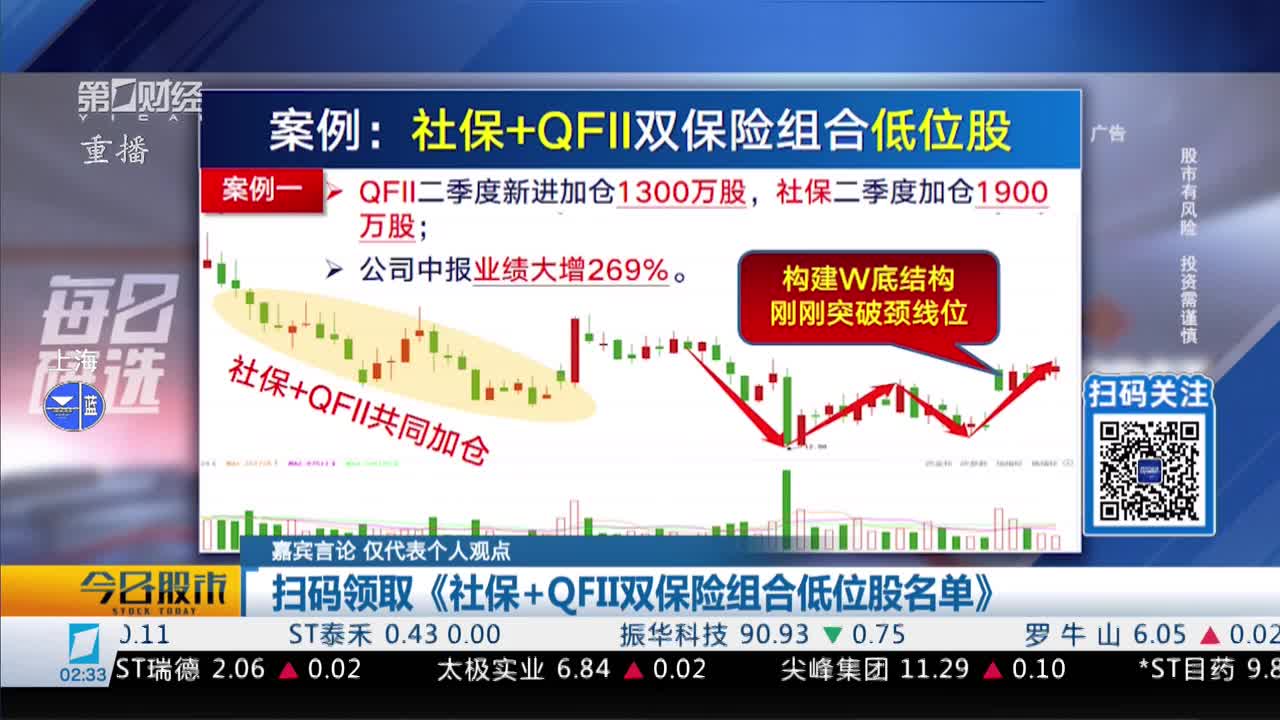 第一财经
YICAI
重播
案例：社保+QFII双保险组合低位股
广告
案例一
QFII二季度新进加仓1300万股，社保二季度加仓1900
万股；
公司中报业绩大增269%。
股市有风险 投资需谨慎
构建W底结构
刚刚突破颈线位
每日
选
上海
蓝
社保+QFII共同加仓
扫码关注
嘉宾言论 仅代表个人观点
今日股市
STOCK TODAY
扫码领取《社保+QFII双保险组合低位股名单》
0.11 ST泰禾 0.43 0.00 振华科技 90.93 ▼ 0.75 罗牛山 6.05 ▲ 0.02
02:33
ST瑞德 2.06 ▲ 0.02 太极实业 6.84 ▲ 0.02 尖峰集团 11.29 ▲ 0.10 *ST目药 9.8